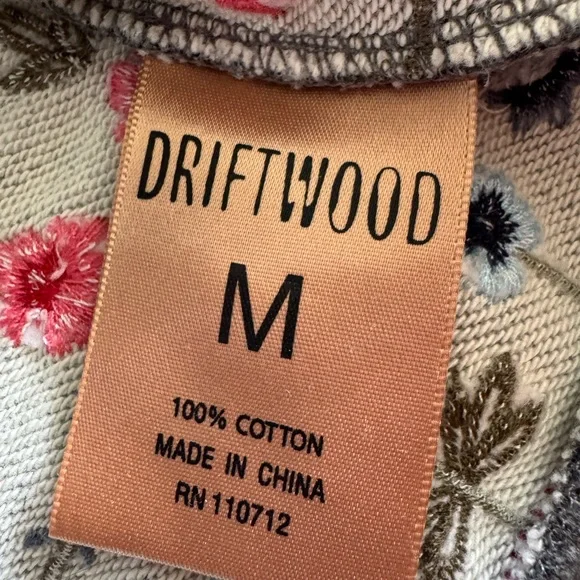 DRIFTWOOD
M
100% COTTON
MADE IN CHINA
RN 110712